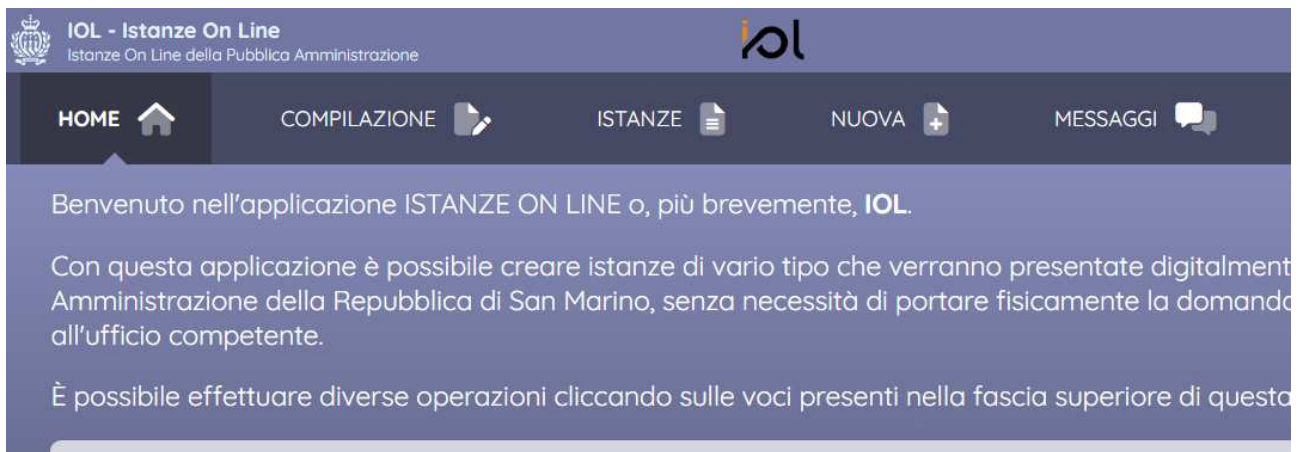 IOL - Istanze On Line
Istanze On Line della Pubblica Amministrazione
iol
HOME COMPILAZIONE ISTANZE NUOVA MESSAGGI
Benvenuto nell'applicazione ISTANZE ON LINE o, più brevemente, IOL.
Con questa applicazione è possibile creare istanze di vario tipo che verranno presentate digitalment
Amministrazione della Repubblica di San Marino, senza necessità di portare fisicamente la domanda
all'ufficio competente.
È possibile effettuare diverse operazioni cliccando sulle voci presenti nella fascia superiore di questa